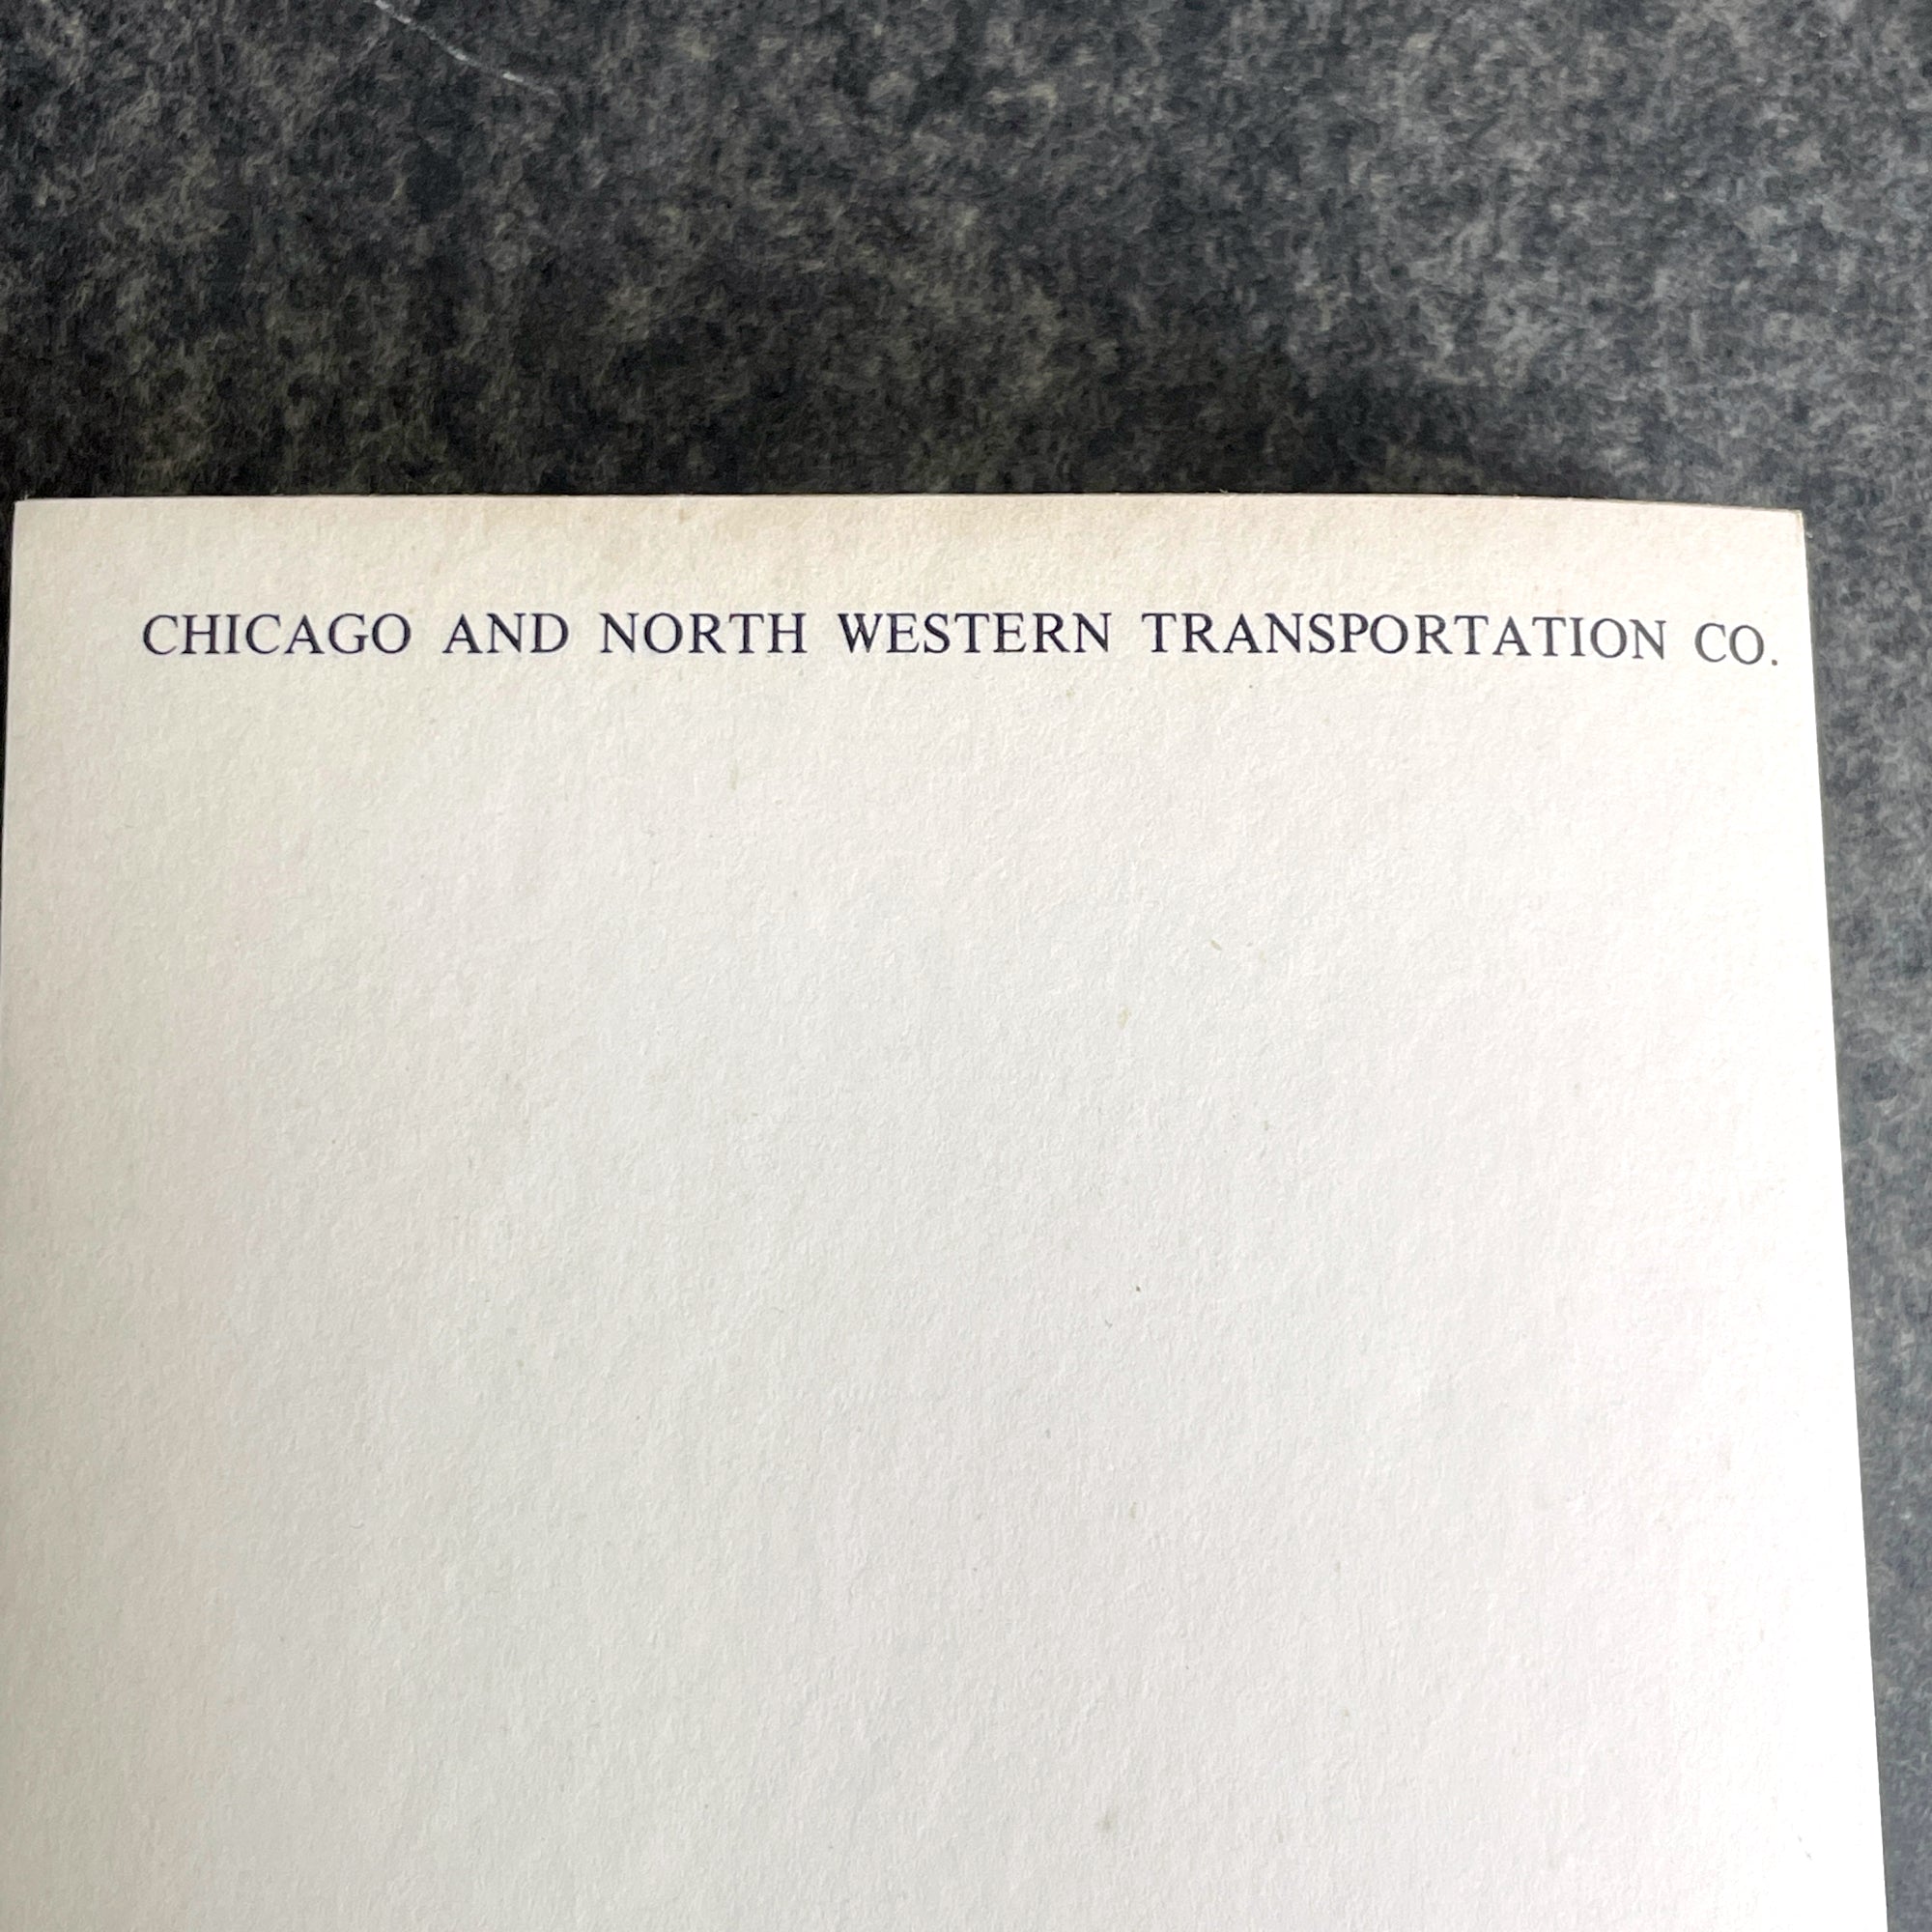 CHICAGO AND NORTH WESTERN TRANSPORTATION CO.